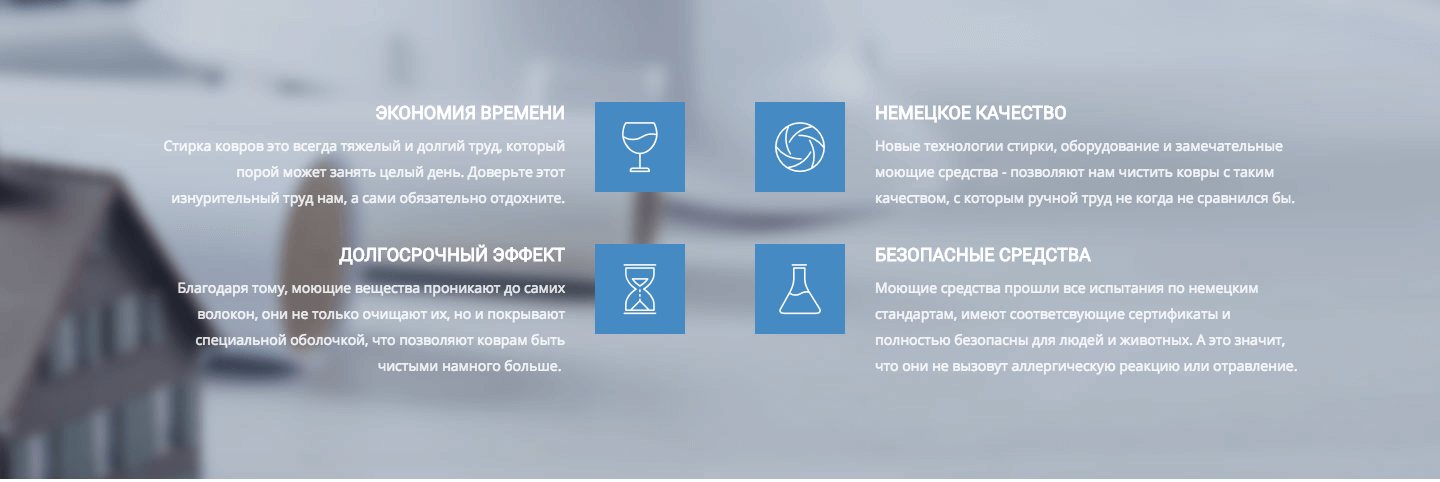 ЭКОНОМИЯ ВРЕМЕНИ
Стирка ковров это всегда тяжелый и долгий труд, который
порой может занять целый день. Доверьте этот
изнурительный труд нам, а сами обязательно отдохните.
НЕМЕЦКОЕ КАЧЕСТВО
Новые технологии стирки, оборудование и замечательные
моющие средства - позволяют нам чистить ковры с таким
качеством, с которым ручной труд не когда не сравнился бы.
ДОЛГОСРОЧНЫЙ ЭФФЕКТ
Благодаря тому, моющие вещества проникают до самих
волокон, они не только очищают их, но и покрывают
специальной оболочкой, что позволяют коврам быть
чистыми намного больше.
БЕЗОПАСНЫЕ СРЕДСТВА
Моющие средства прошли все испытания по немецким
стандартам, имеют соответсвующие сертификаты и
полностью безопасны для людей и животных. А это значит,
что они не вызовут аллергическую реакцию или отравление.